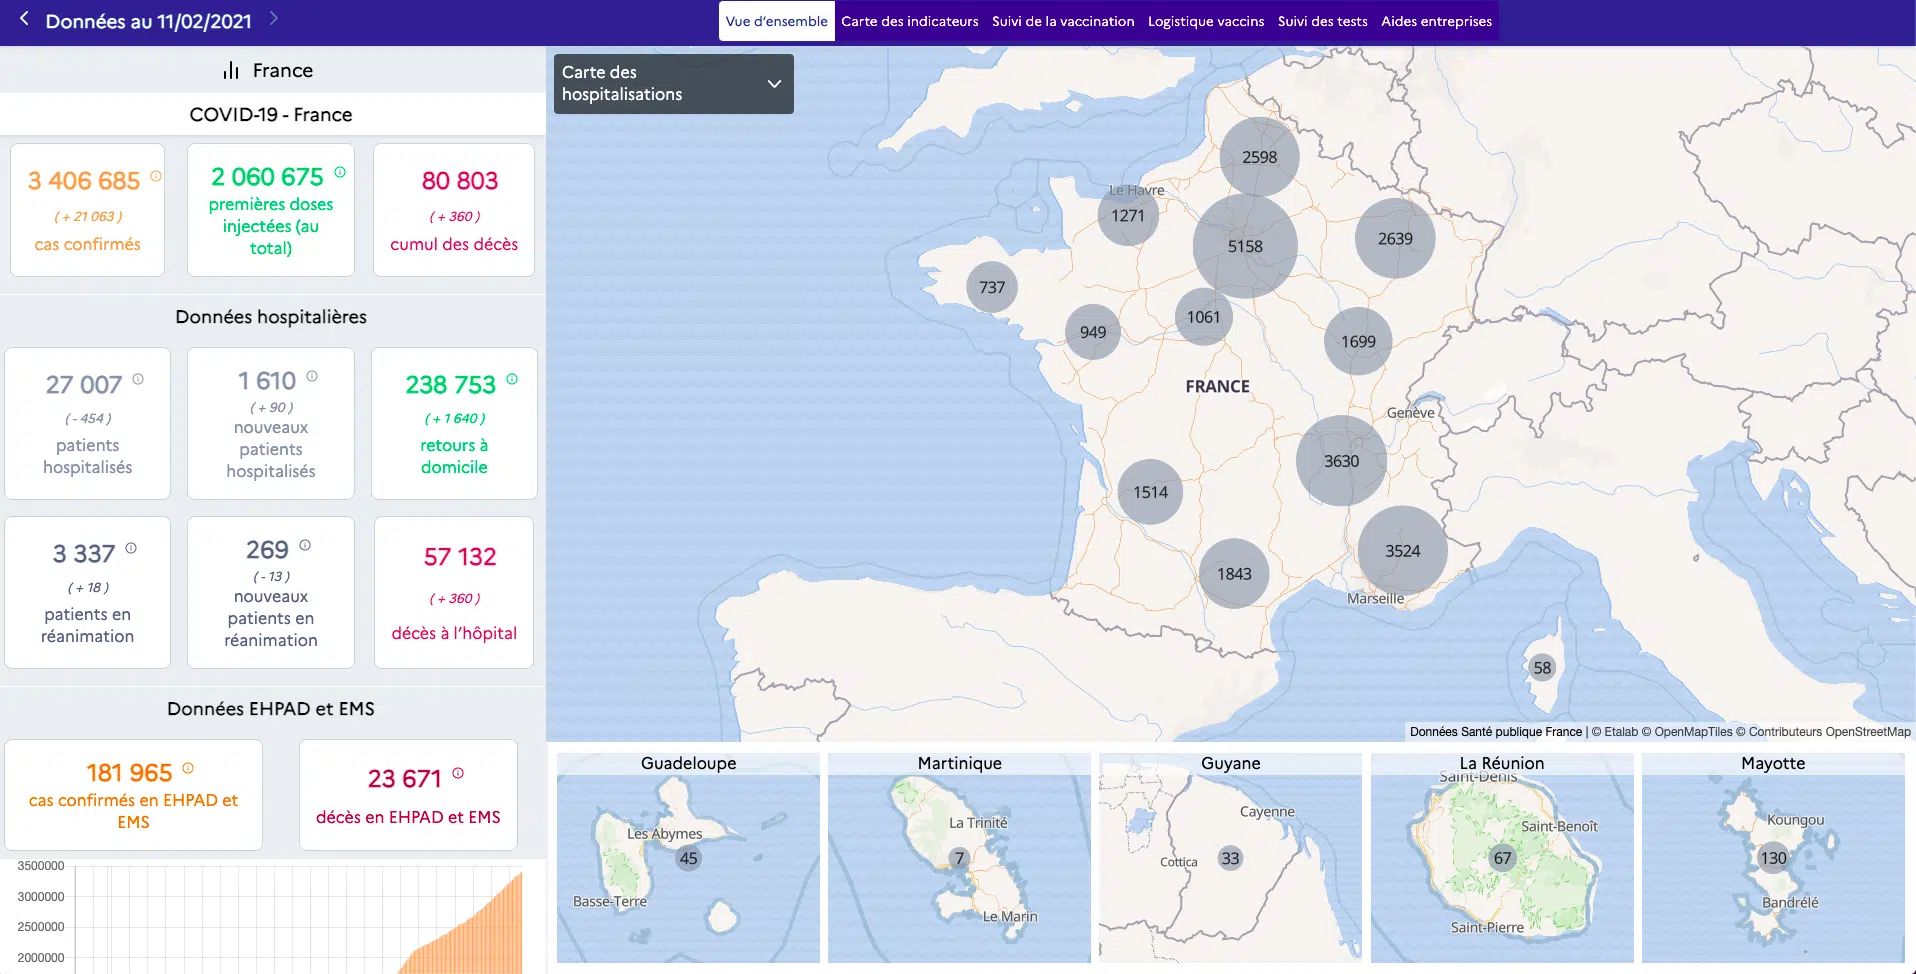 Données au 11/02/2021
Vue d'ensemble
Carte des indicateurs
Suivi de la vaccination
Logistique vaccins
Suivi des tests
Aides entreprises
France
COVID-19 - France
3 406 685
( + 21 063 )
cas confirmés
2 060 675
premières doses
injectées (au
total)
80 803
( + 360 )
cumul des décès
Données hospitalières
27 007
( - 454 )
patients
hospitalisés
1 610
( + 90 )
nouveaux
patients
hospitalisés
238 753
( + 1 640 )
retours à
domicile
3 337
( + 18 )
patients en
réanimation
269
( - 13 )
nouveaux
patients en
réanimation
57 132
( + 360 )
décès à l'hôpital
Données EHPAD et EMS
181 965
cas confirmés en EHPAD et
EMS
23 671
décès en EHPAD et EMS
3500000
3000000
2500000
2000000
Carte des
hospitalisations
2598
Le Havre
1271
5158
2639
737
949
1061
1699
FRANCE
Genève
3630
1514
3524
1843
Marseille
58
Données Santé publique France | © Etalab © OpenMapTiles © Contributeurs OpenStreetMap
Guadeloupe
Les Abymes
45
Basse-Terre
Martinique
La Trinité
7
Le Marin
Guyane
Cayenne
Cottica
33
La Réunion
Saint-Denis
Saint-Benoît
67
Saint-Pierre
Mayotte
Koungou
130
Bandrélé